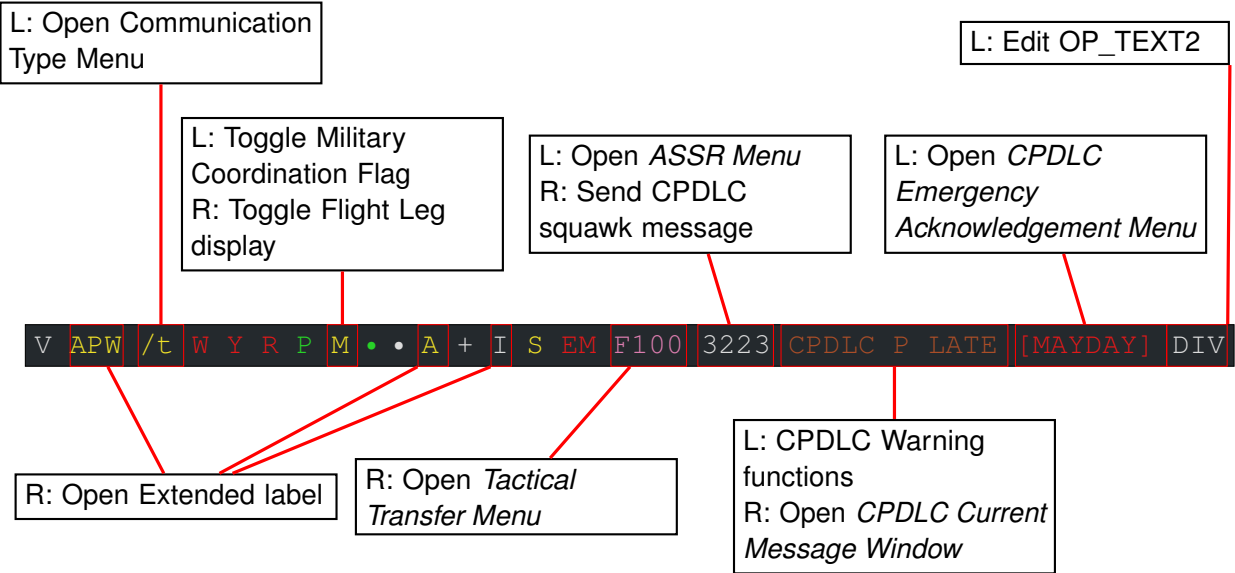 L: Open Communication
Type Menu
L: Edit OP_TEXT2
L: Toggle Military
Coordination Flag
R: Toggle Flight Leg
display
L: Open ASSR Menu
R: Send CPDLC
squawk message
L: Open CPDLC
Emergency
Acknowledgement Menu
V APW /t W Y R P M • • A + I S EM F100 3223 CPDLC P LATE [MAYDAY] DIV
R: Open Extended label
R: Open Tactical
Transfer Menu
L: CPDLC Warning
functions
R: Open CPDLC Current
Message Window